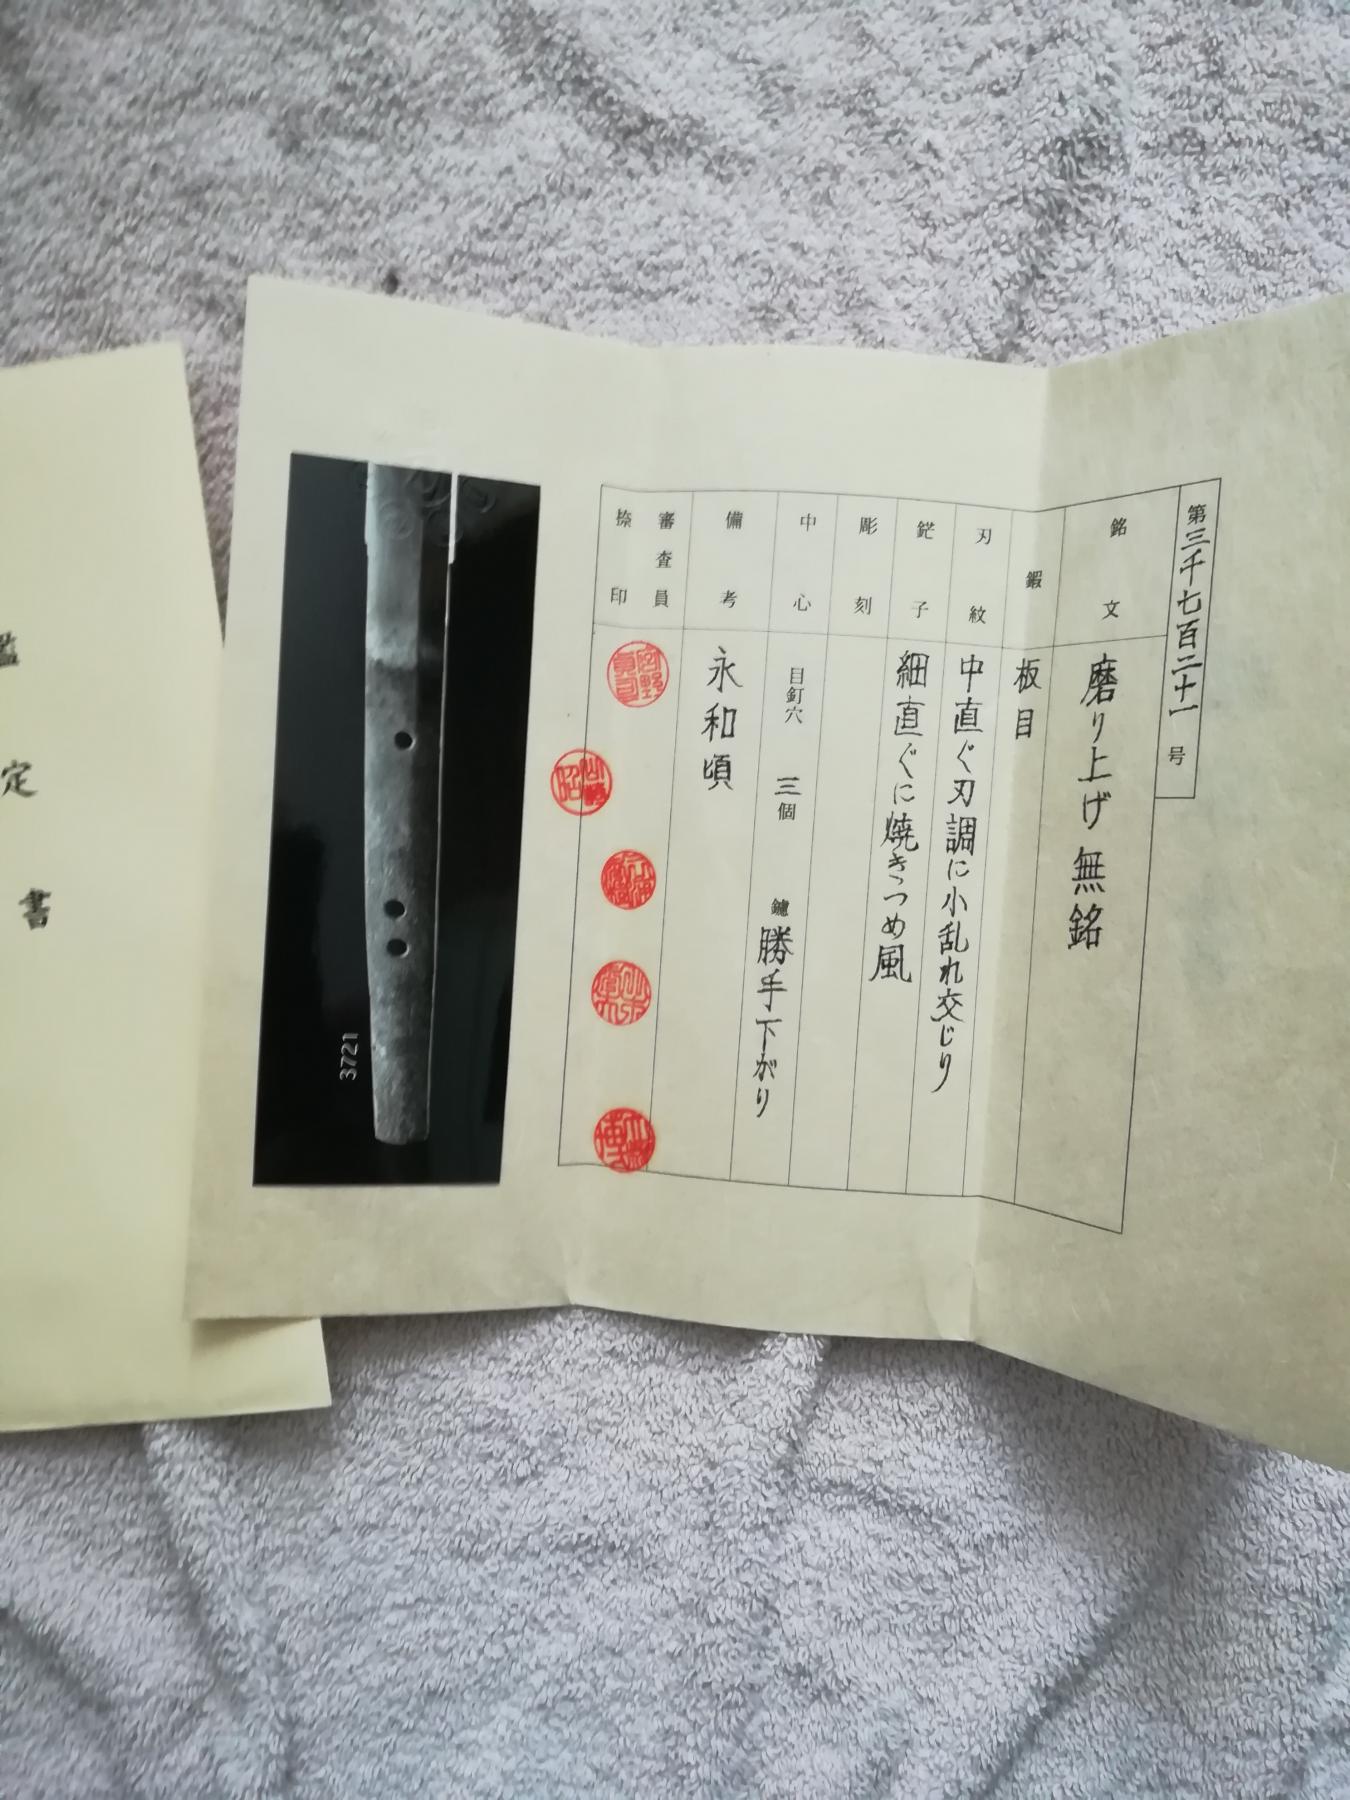 第三千七百二十一号
銘文 磨り上げ無銘
鍜 板目
刃紋 中直ぐ刃調に小乱れ交じり
鋩子 細直ぐに焼きつめ風
彫刻
中心 目釘穴 三個 鑢 勝手下がり
備考 永和頃
審査員
捺印
3721
鑑定書